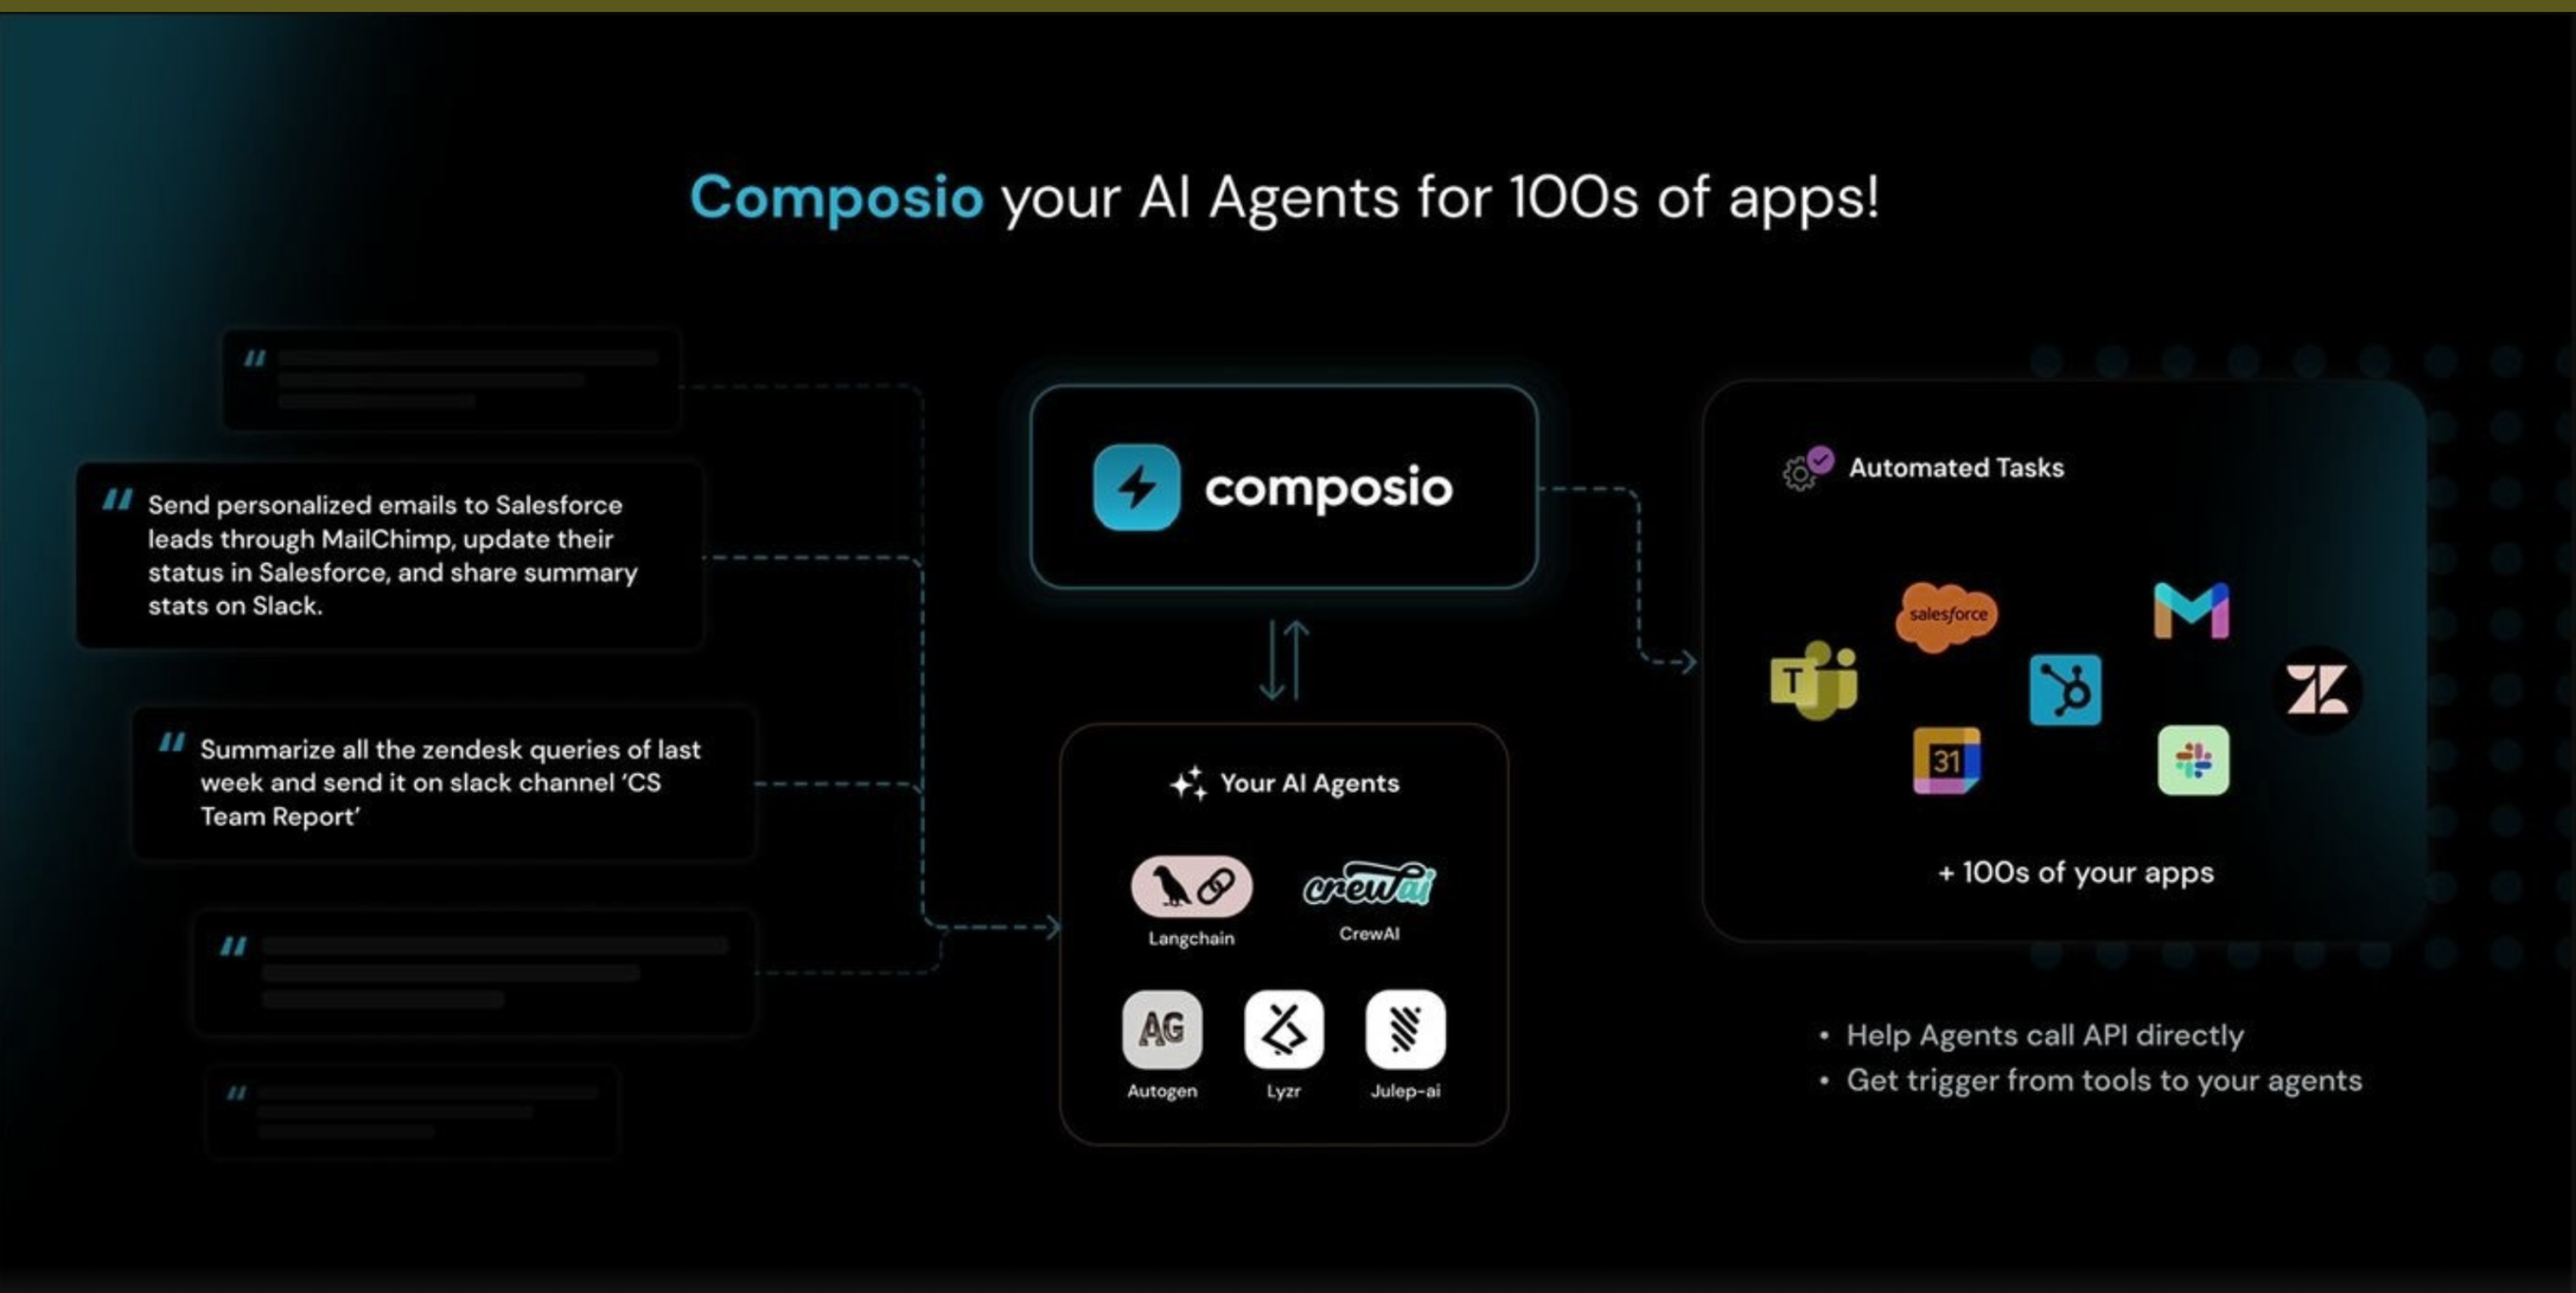 Composio your AI Agents for 100s of apps!
Send personalized emails to Salesforce
leads through MailChimp, update their
status in Salesforce, and share summary
stats on Slack.
Summarize all the zendesk queries of last
week and send it on slack channel ‘CS
Team Report’
composio
Your AI Agents
crewai
Langchain
CrewAI
AG
Autogen
Lyzr
Julep-ai
Automated Tasks
salesforce
T
31
+ 100s of your apps
• Help Agents call API directly
• Get trigger from tools to your agents